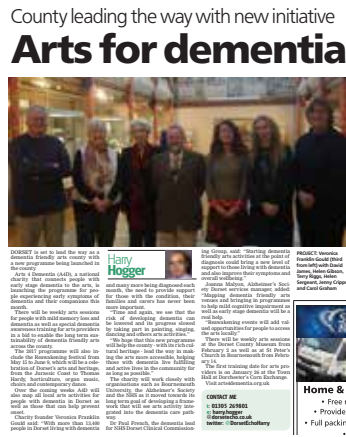 County leading the way with new initiative
Arts for dementia
DORSET is set to lead the way as a
dementia friendly arts county with
a new programme being launched in
the county.
Arts 4 Dementia (A4D), a national
charity that connects people with
early stage dementia to the arts, is
launching the programme for peo-
ple experiencing early symptoms of
dementia and their companions this
month.
There will be weekly arts sessions
for people with mild memory loss and
dementia as well as special dementia
awareness training for arts providers
in a bid to enable the long term sus-
tainability of dementia friendly arts
across the county.
The 2017 programme will also in-
clude the Reawakening festival from
May 15 to June 9, which will be a cele-
bration of Dorset's arts and heritage,
from the Jurassic Coast to Thomas
Hardy, horticulture, organ music,
choirs and contemporary dance.
Over the coming weeks A4D will
also map all local arts activities for
people with dementia in Dorset as
well as those that can help prevent
onset.
Charity founder Veronica Franklin
Gould said: "With more than 13,400
people in Dorset living with dementia
Harry
Hogger
and many more being diagnosed each
month, the need to provide support
for those with the condition, their
families and carers has never been
more important.
"Time and again, we see that the
risk of developing dementia can
be lowered and its progress slowed
by taking part in painting, singing,
dancing and others arts activities."
"We hope that this new programme
will help the county - with its rich cul-
tural heritage - lead the way in mak-
ing the arts more accessible, helping
those with dementia live fulfilling
and active lives in the community for
as long as possible."
The charity will work closely with
organisations such as Bournemouth
University, the Alzheimer's Society
and the NHS as it moved towards its
long term goal of developing a frame-
work that will see arts activity inte-
grated into the dementia care path-
way.
Dr Paul French, the dementia lead
for NHS Dorset Clinical Commission-
ing Group, said: "Starting dementia
friendly arts activities at the point of
diagnosis could bring a new level of
support to those living with dementia
and also improve their symptoms and
overall wellbeing."
Joanna Malyon, Alzheimer's Soci-
ety Dorset services manager, added:
"Mapping dementia friendly arts
venues and bringing in programmes
to help mild cognitive impairment as
well as early stage dementia will be a
real help.
"Reawakening events will add val-
ued opportunities for people to access
the arts locally."
There will be weekly arts sessions
at the Dorset County Museum from
February 2 as well as at St Peter's
Church in Bournemouth from Febru-
ary 14.
The first training date for arts pro-
viders is on January 26 at the Town
Hall at Dorchester's Corn Exchange.
Visit arts4dementia.org.uk
CONTACT ME
t: 01305 269801
e: harry.hogger
@dorsetecho.co.uk
twitter: @DorsetEchoHarry
PROJECT: Veronica
Franklin Gould (third
from left) with David
James, Helen Gibson,
Terry Riggs, Helen
Sergeant, Jenny Cripps
and Carol Graham
Home &
• Free
• Provide
• Full packi